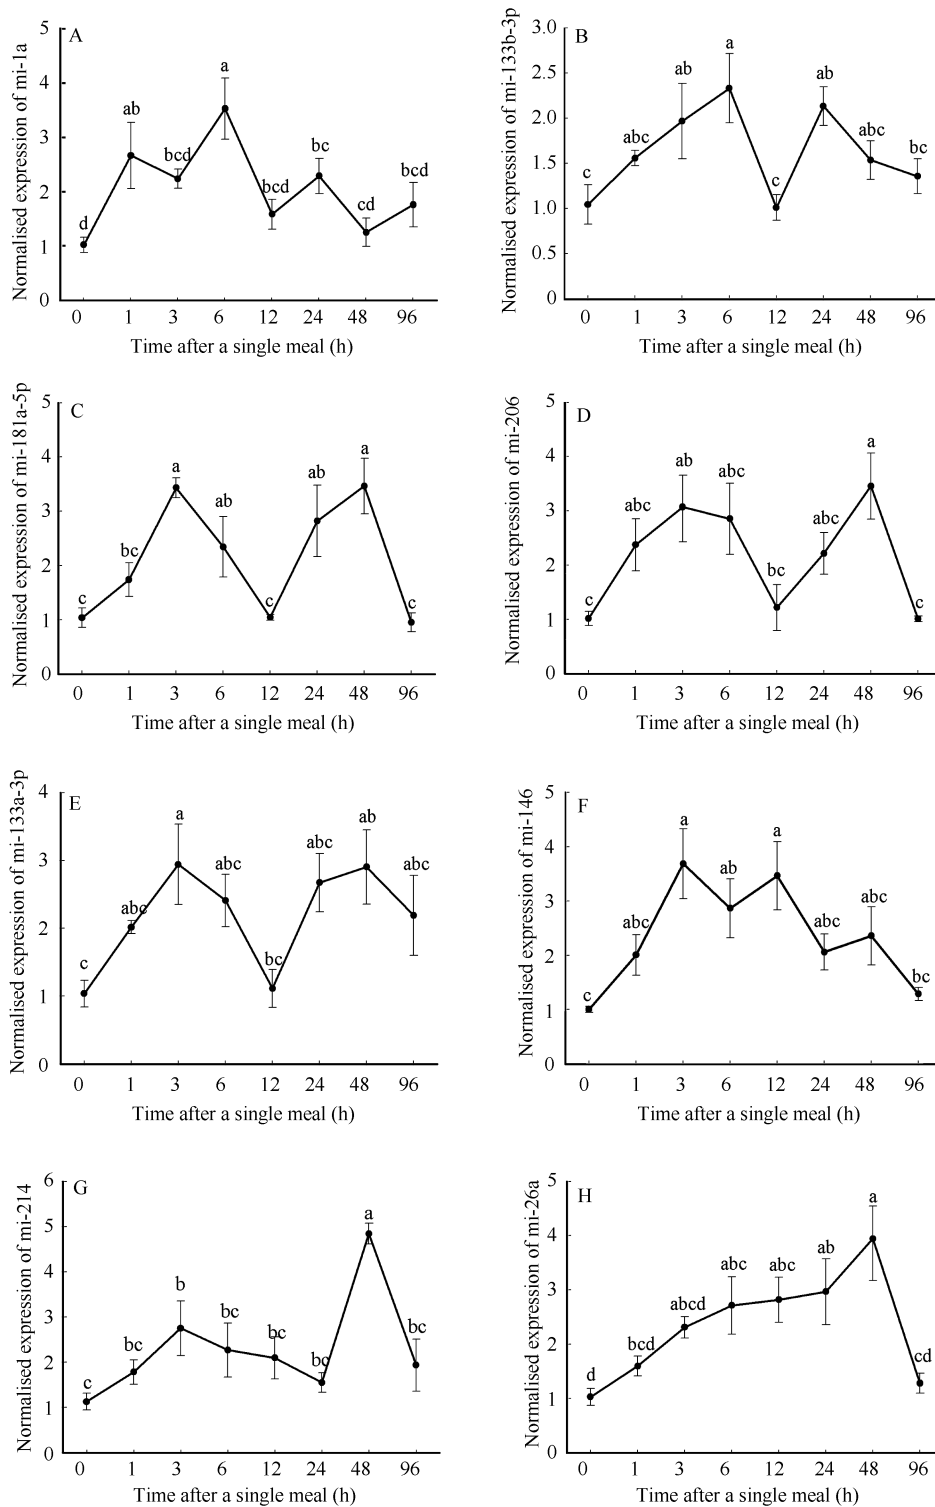 A
Normalised expression of mi-1a
5
4
3
2
1
0
d
ab
bcd
a
bcd
bc
cd
bcd
0 1 3 6 12 24 48 96
Time after a single meal (h)
B
Normalised expression of mi-133b-3p
3.0
2.5
2.0
1.5
1.0
0.5
0
c
abc
ab
a
c
ab
abc
bc
0 1 3 6 12 24 48 96
Time after a single meal (h)
C
Normalised expression of mi-181a-5p
5
4
3
2
1
0
c
bc
a
ab
c
ab
a
c
0 1 3 6 12 24 48 96
Time after a single meal (h)
D
Normalised expression of mi-206
5
4
3
2
1
0
c
abc
ab
abc
bc
abc
a
c
0 1 3 6 12 24 48 96
Time after a single meal (h)
E
Normalised expression of mi-133a-3p
4
3
2
1
0
c
abc
a
abc
bc
abc
ab
abc
0 1 3 6 12 24 48 96
Time after a single meal (h)
F
Normalised expression of mi-146
5
4
3
2
1
0
c
abc
a
ab
a
abc
abc
bc
0 1 3 6 12 24 48 96
Time after a single meal (h)
G
Normalised expression of mi-214
6
5
4
3
2
1
0
c
bc
b
bc
bc
bc
a
bc
0 1 3 6 12 24 48 96
Time after a single meal (h)
H
Normalised expression of mi-26a
5
4
3
2
1
0
d
bcd
abcd
abc
abc
ab
a
cd
0 1 3 6 12 24 48 96
Time after a single meal (h)